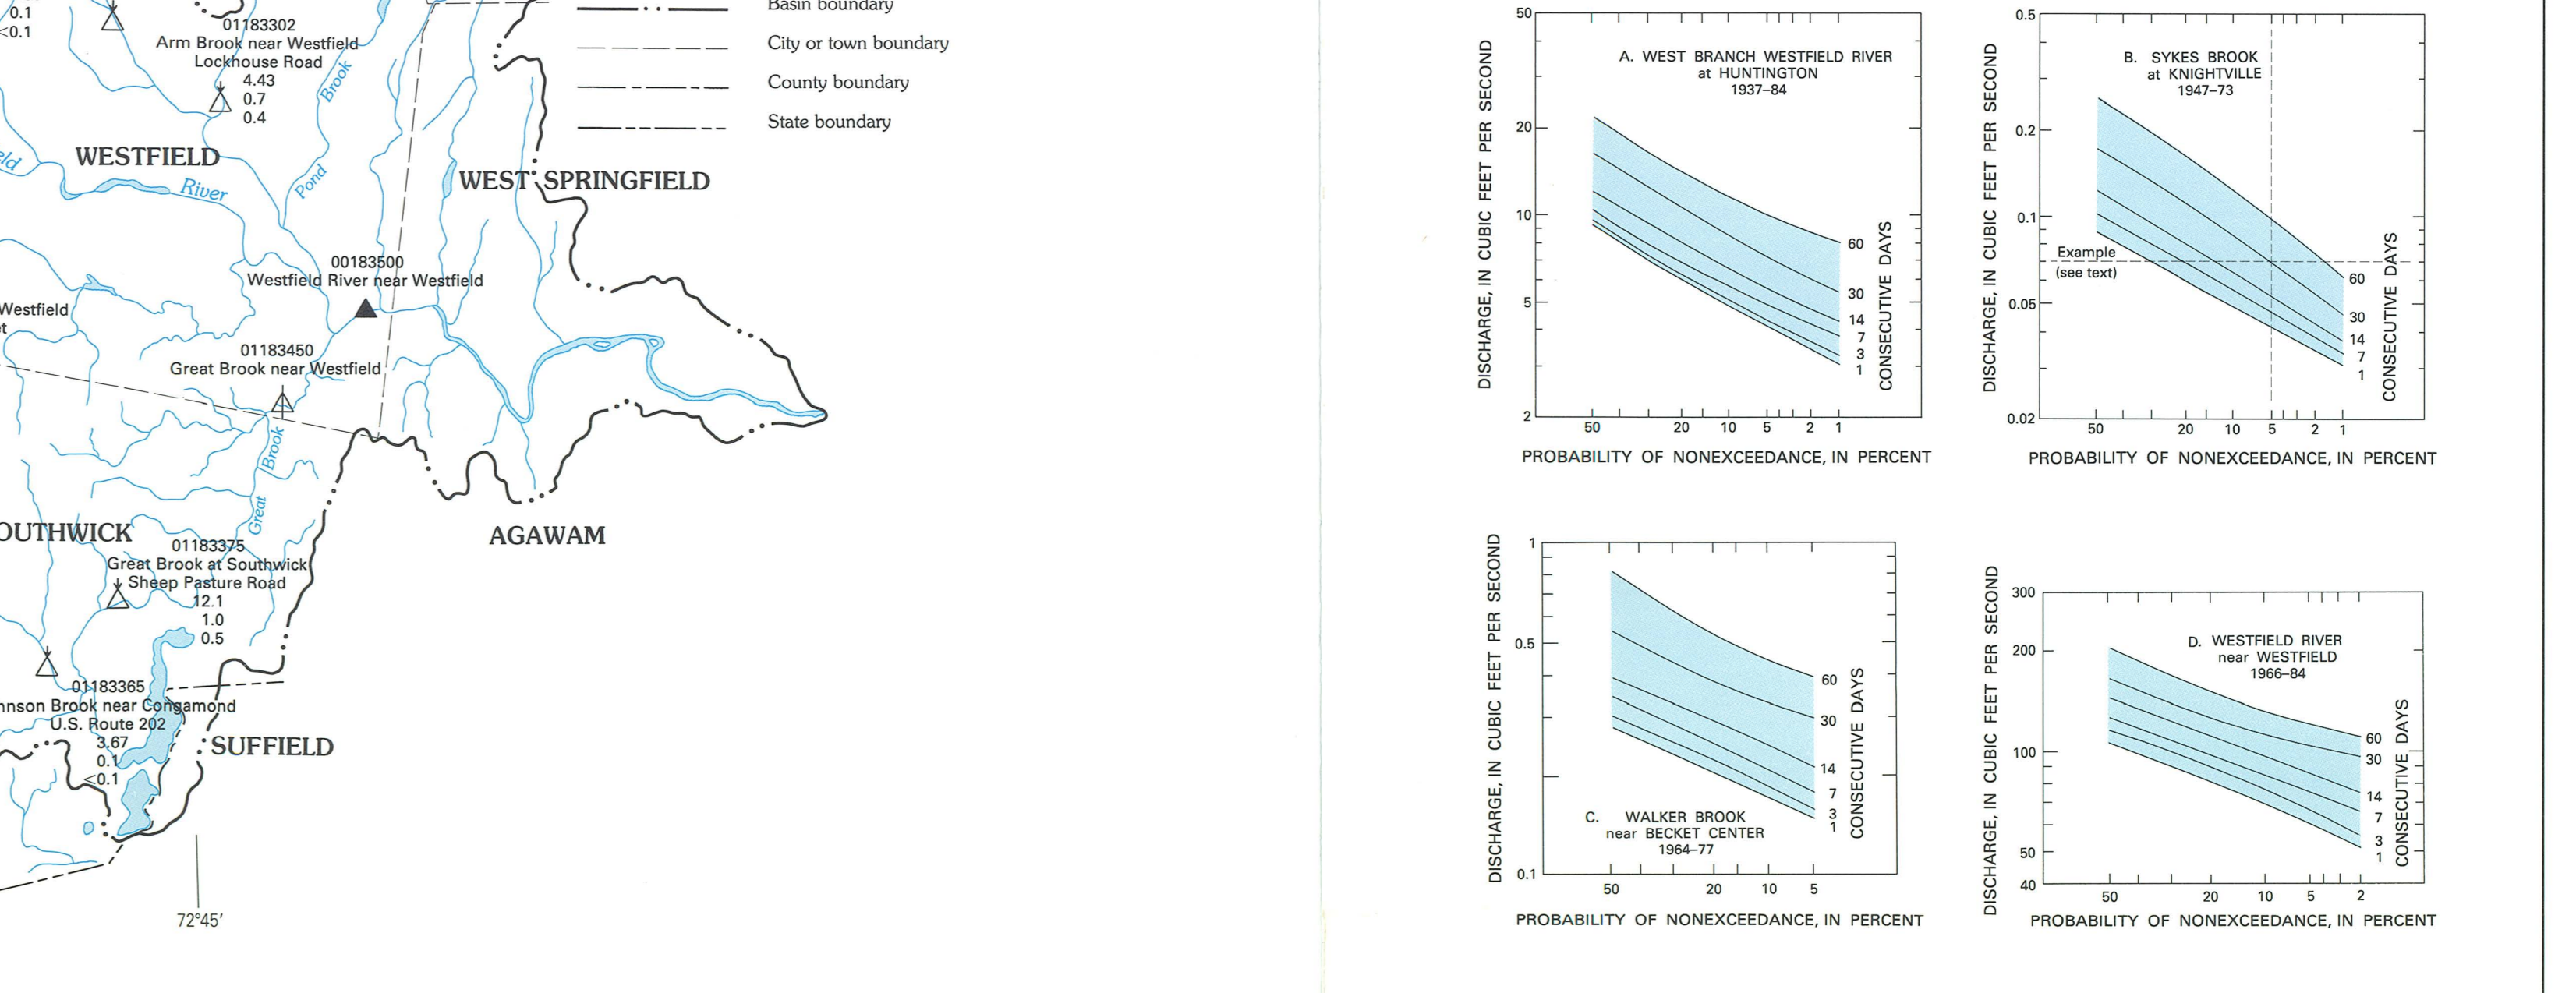 0.1
<0.1
01183302
Arm Brook near Westfield
Lockhouse Road
4.43
0.7
0.4
Basin boundary
City or town boundary
County boundary
State boundary
WESTFIELD
River
Pond
Brook
WEST SPRINGFIELD
00183500
Westfield River near Westfield
Westfield
01183450
Great Brook near Westfield
Great
Brook
AGAWAM
OUTHWICK
01183375
Great Brook at Southwick
Sheep Pasture Road
12.1
1.0
0.5
01183365
nnson Brook near Congamond
U.S. Route 202
3.67
0.1
<0.1
SUFFIELD
72°45′
DISCHARGE, IN CUBIC FEET PER SECOND
50
20
10
5
2
A. WEST BRANCH WESTFIELD RIVER
at HUNTINGTON
1937–84
60
30
14
7
3
1
CONSECUTIVE DAYS
50 20 10 5 2 1
PROBABILITY OF NONEXCEEDANCE, IN PERCENT
DISCHARGE, IN CUBIC FEET PER SECOND
0.5
0.2
0.1
0.05
0.02
B. SYKES BROOK
at KNIGHTVILLE
1947–73
Example
(see text)
60
30
14
7
1
CONSECUTIVE DAYS
50 20 10 5 2 1
PROBABILITY OF NONEXCEEDANCE, IN PERCENT
DISCHARGE, IN CUBIC FEET PER SECOND
1
0.5
0.1
60
30
14
7
3
1
CONSECUTIVE DAYS
C. WALKER BROOK
near BECKET CENTER
1964–77
50 20 10 5
PROBABILITY OF NONEXCEEDANCE, IN PERCENT
DISCHARGE, IN CUBIC FEET PER SECOND
300
200
100
50
40
D. WESTFIELD RIVER
near WESTFIELD
1966–84
60
30
14
7
3
1
CONSECUTIVE DAYS
50 20 10 5 2
PROBABILITY OF NONEXCEEDANCE, IN PERCENT